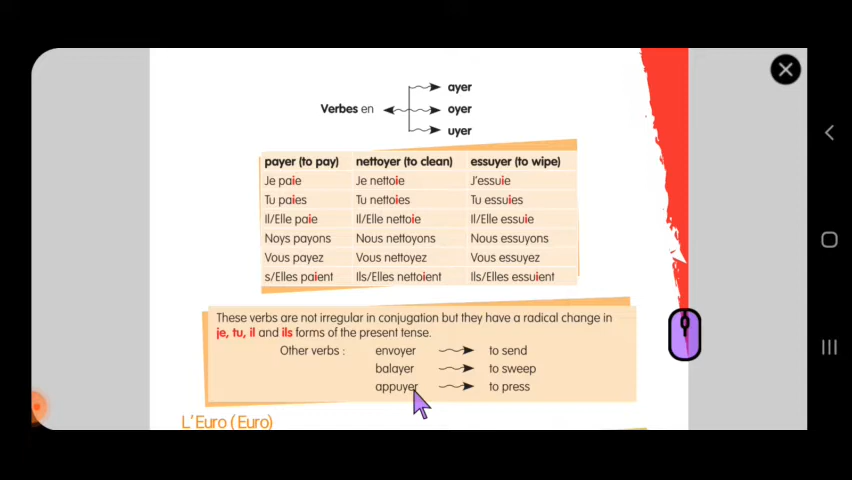 ayer
Verbes en oyer
uyer
payer (to pay) nettoyer (to clean) essuyer (to wipe)
Je paie Je nettoie J'essuie
Tu paies Tu nettoies Tu essuies
Il/Elle paie Il/Elle nettoie Il/Elle essuie
Noys payons Nous nettoyons Nous essuyons
Vous payez Vous nettoyez Vous essuyez
s/Elles paient Ils/Elles nettoient Ils/Elles essuient
These verbs are not irregular in conjugation but they have a radical change in
je, tu, il and ils forms of the present tense.
Other verbs : envoyer to send
balayer to sweep
appuyer to press
L'Euro (Euro)